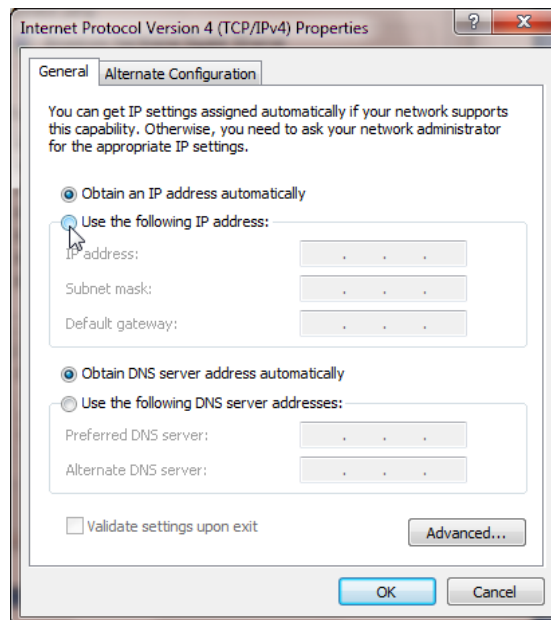 Internet Protocol Version 4 (TCP/IPv4) Properties
?
General
Alternate Configuration
You can get IP settings assigned automatically if your network supports
this capability. Otherwise, you need to ask your network administrator
for the appropriate IP settings.
Obtain an IP address automatically
Use the following IP address:
IP address:
Subnet mask:
Default gateway:
Obtain DNS server address automatically
Use the following DNS server addresses:
Preferred DNS server:
Alternate DNS server:
Validate settings upon exit
Advanced...
OK
Cancel